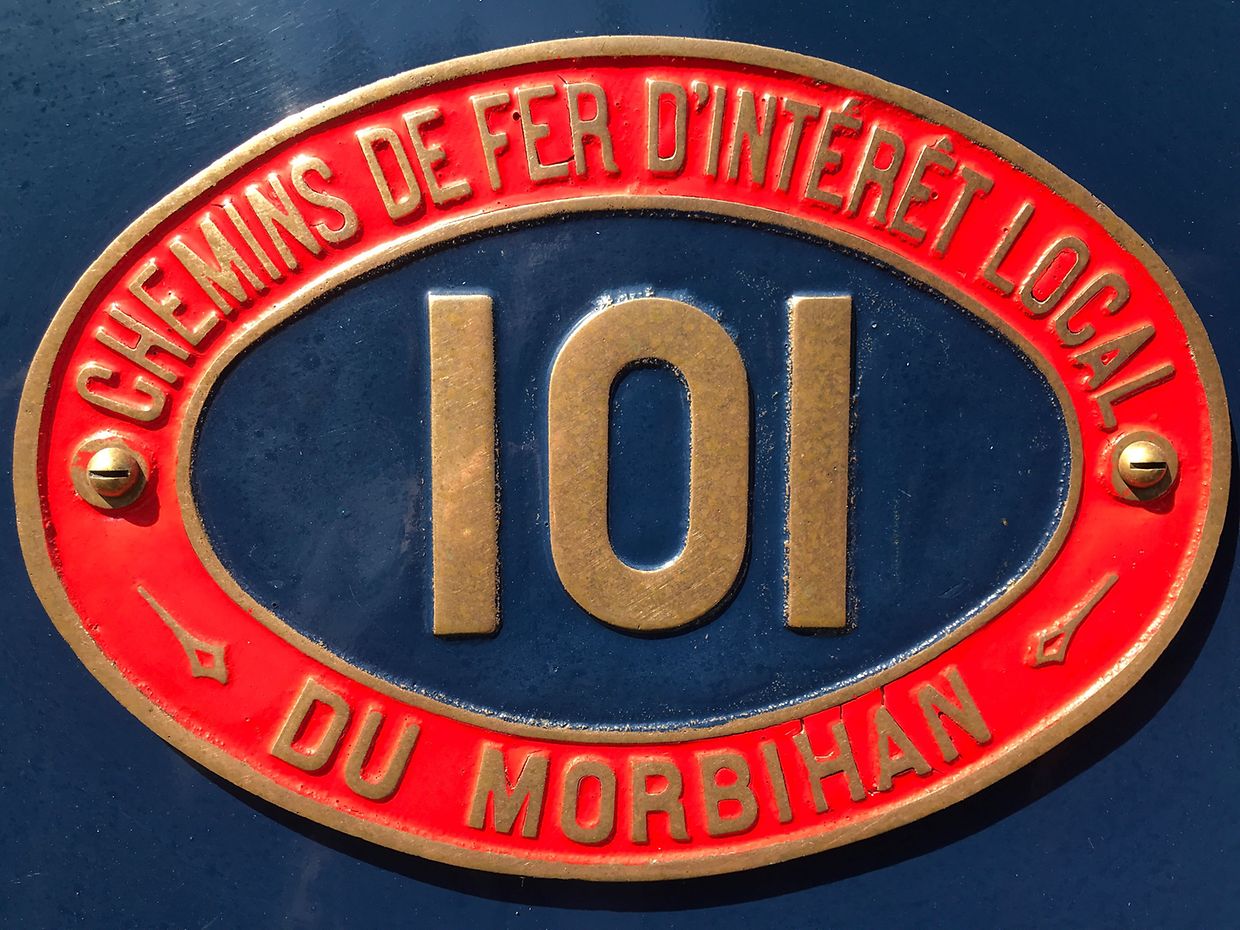 CHEMINS DE FER D'INTÉRÊT LOCAL
101
DU MORBIHAN